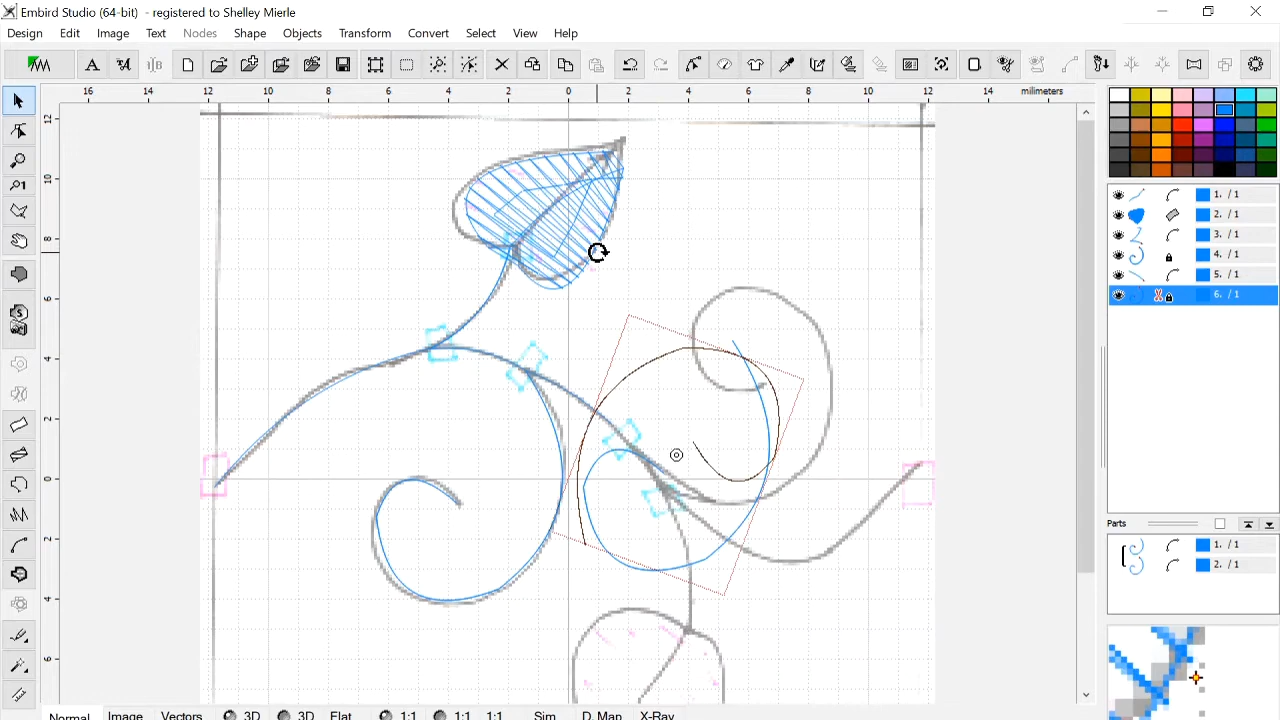 Embird Studio (64-bit)  - registered to Shelley Mierle
Design Edit Image Text Nodes Shape Objects Transform Convert Select View Help
16 14 12 10 8 6 4 2 2 4 6 8 10 12 14 milimeters
12
10
8
6
4
2
0
2
4
6
1. / 1
2. / 1
3. / 1
4. / 1
5. / 1
6. / 1
Parts
1. / 1
2. / 1
Normal Image Vectors 3D 3D Flat 1:1 1:1 1:1 Sim. D. Map X-Ray